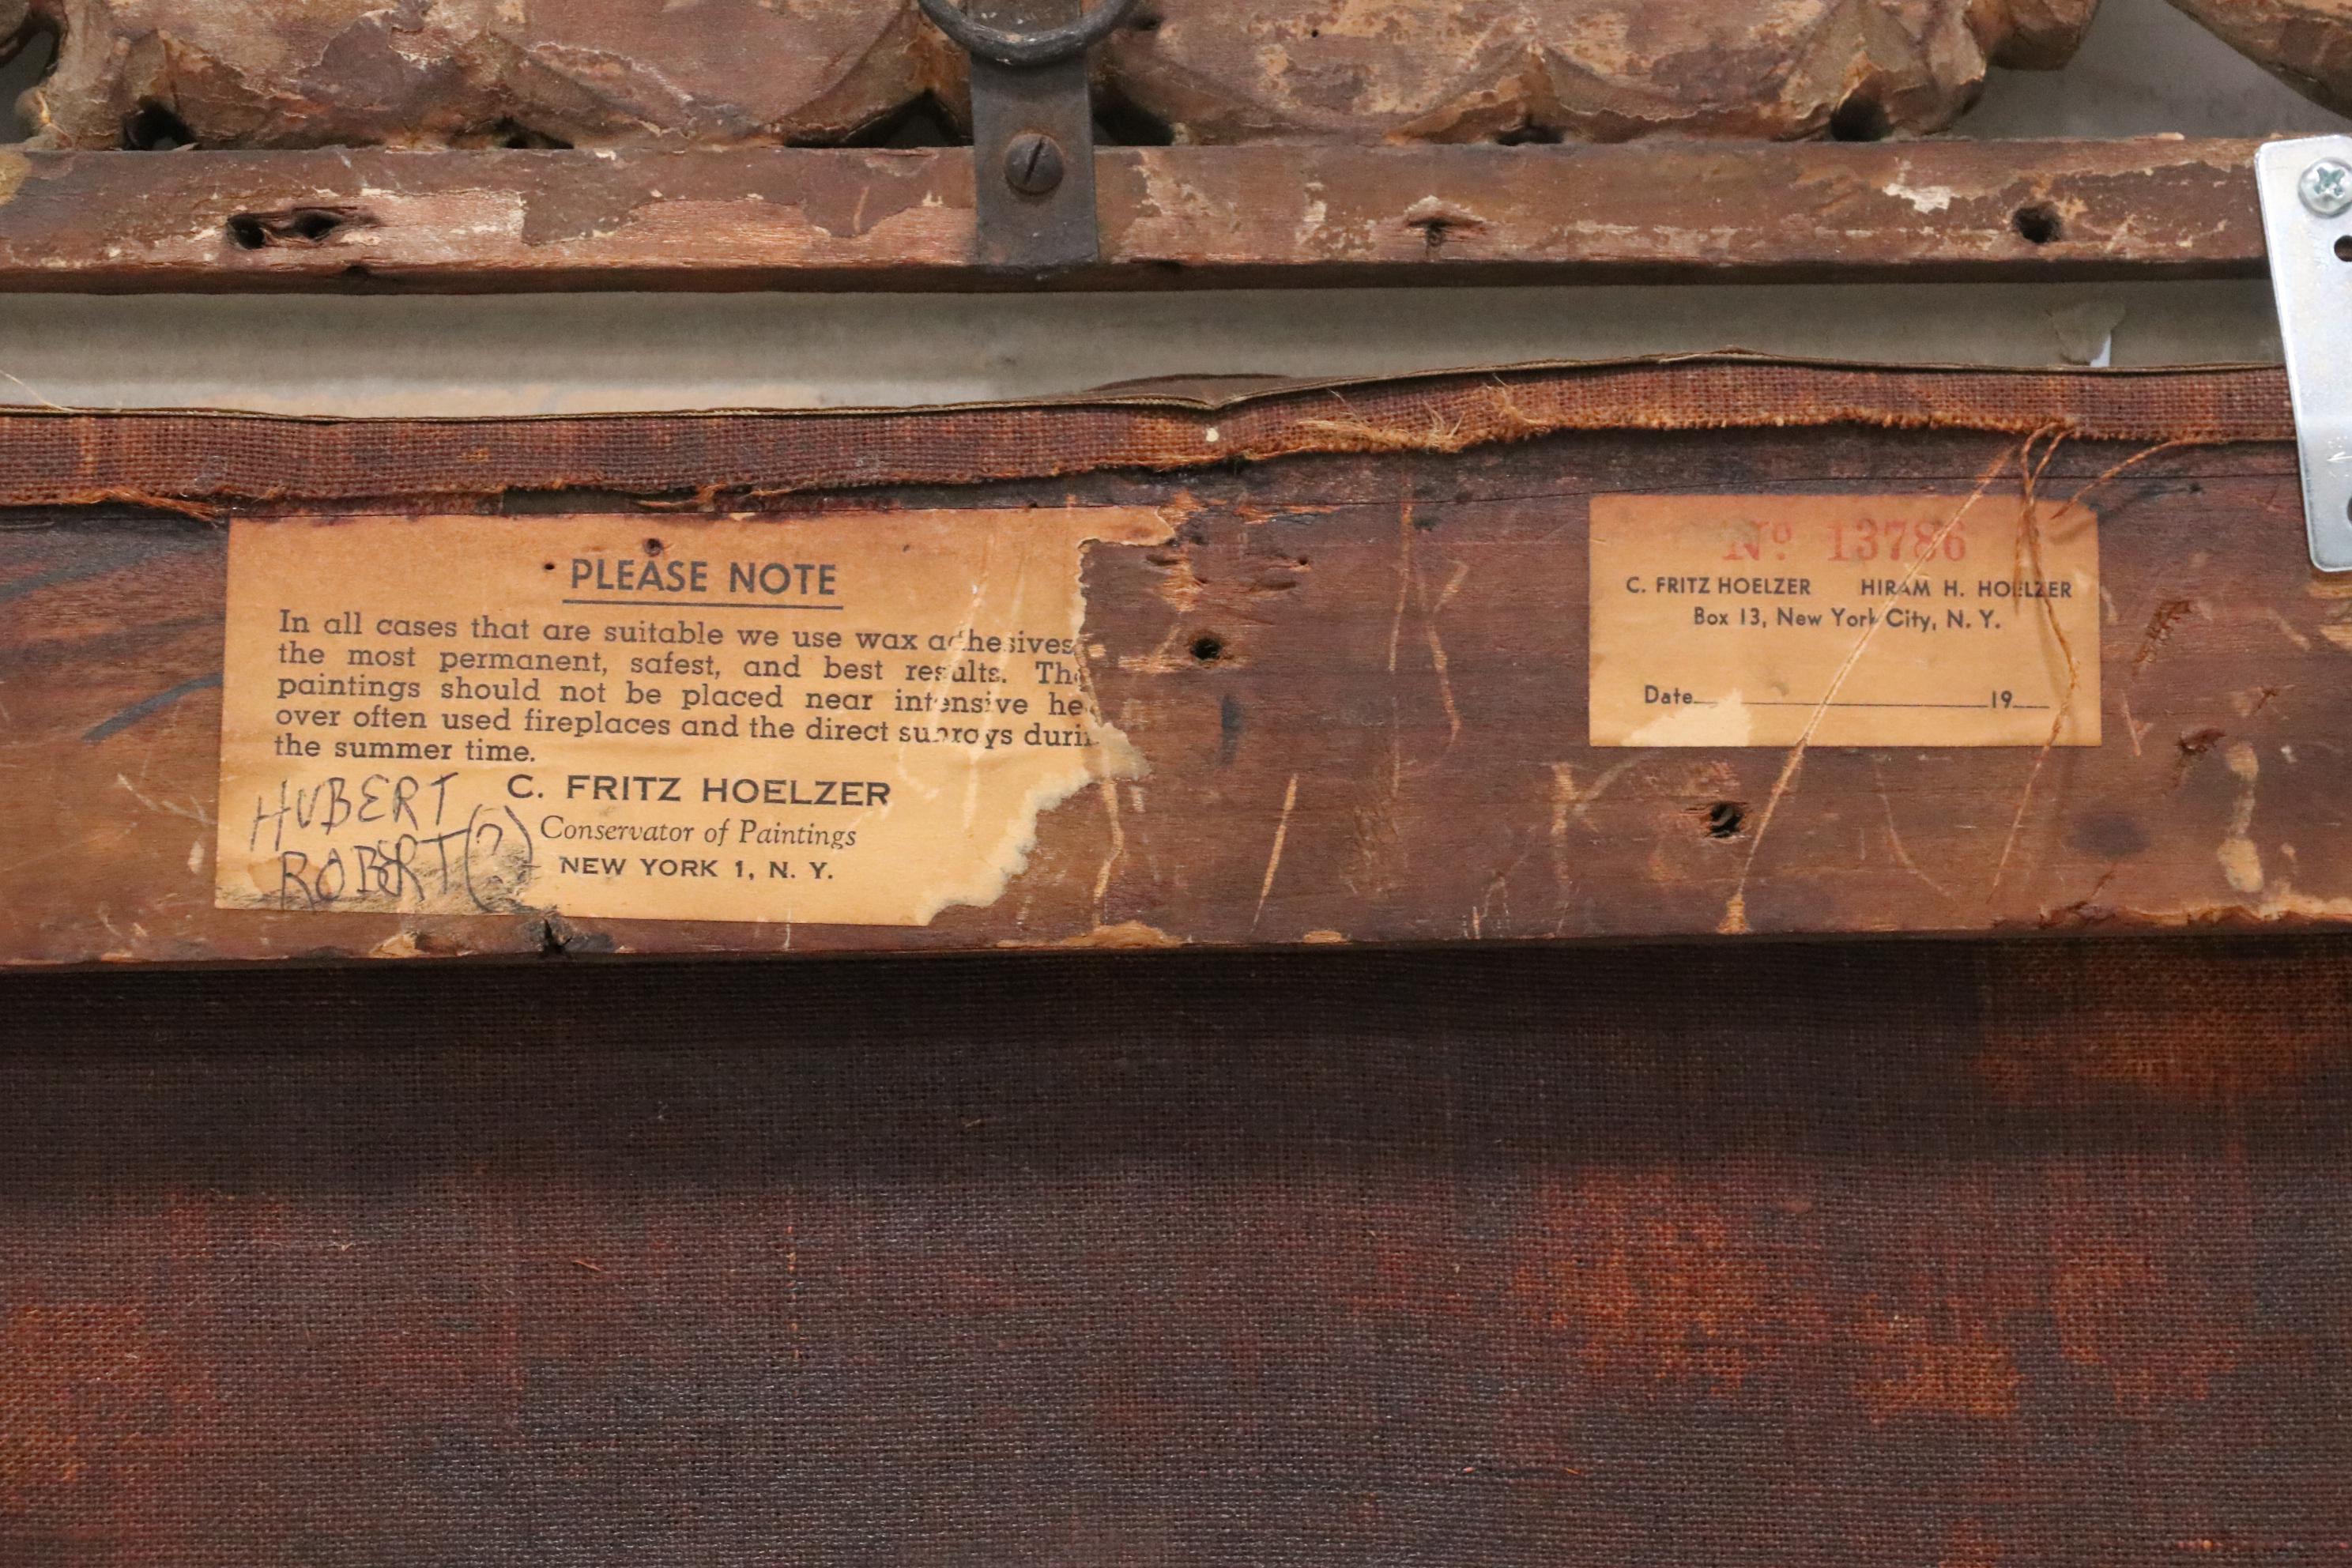 PLEASE NOTE
In all cases that are suitable we use wax adhesives,
the most permanent, safest, and best results.
paintings should not be placed near intensive
over often used fireplaces and the direct sunrays
the summer time.
C. FRITZ HOELZER
Conservator of Paintings
NEW YORK 1, N. Y.
HUBERT
ROBERT (?)
Nº 13786
C. FRITZ HOELZER HIRAM H. HOELZER
Box 13, New York City, N. Y.
Date 19